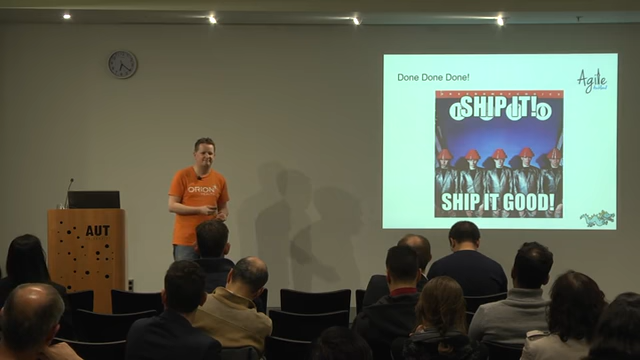 Done Done Done!
Agile
SHIP IT!
SHIP IT GOOD!
ORION
AUT